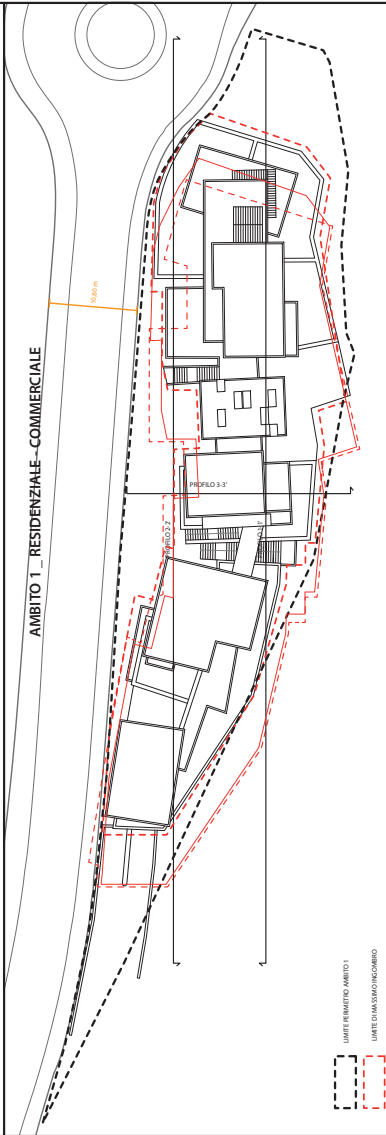 AMBITO 1 _ RESIDENZIALE - COMMERCIALE
10,60 m
PROFILO 3-3'
PROFILO 2-2'
PROFILO 1-1'
LIMITE PERIMETRO AMBITO 1
LIMITE DI MASSIMO INGOMBRO